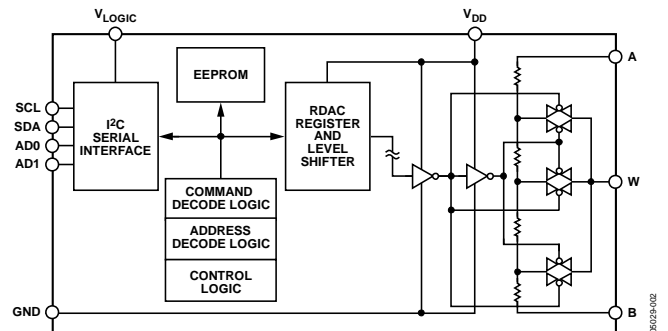 VLOGIC
VDD
A
EEPROM
SCL
SDA
AD0
AD1
I2C
SERIAL
INTERFACE
RDAC
REGISTER
AND
LEVEL
SHIFTER
COMMAND
DECODE LOGIC
ADDRESS
DECODE LOGIC
CONTROL
LOGIC
W
GND
B
05029-002